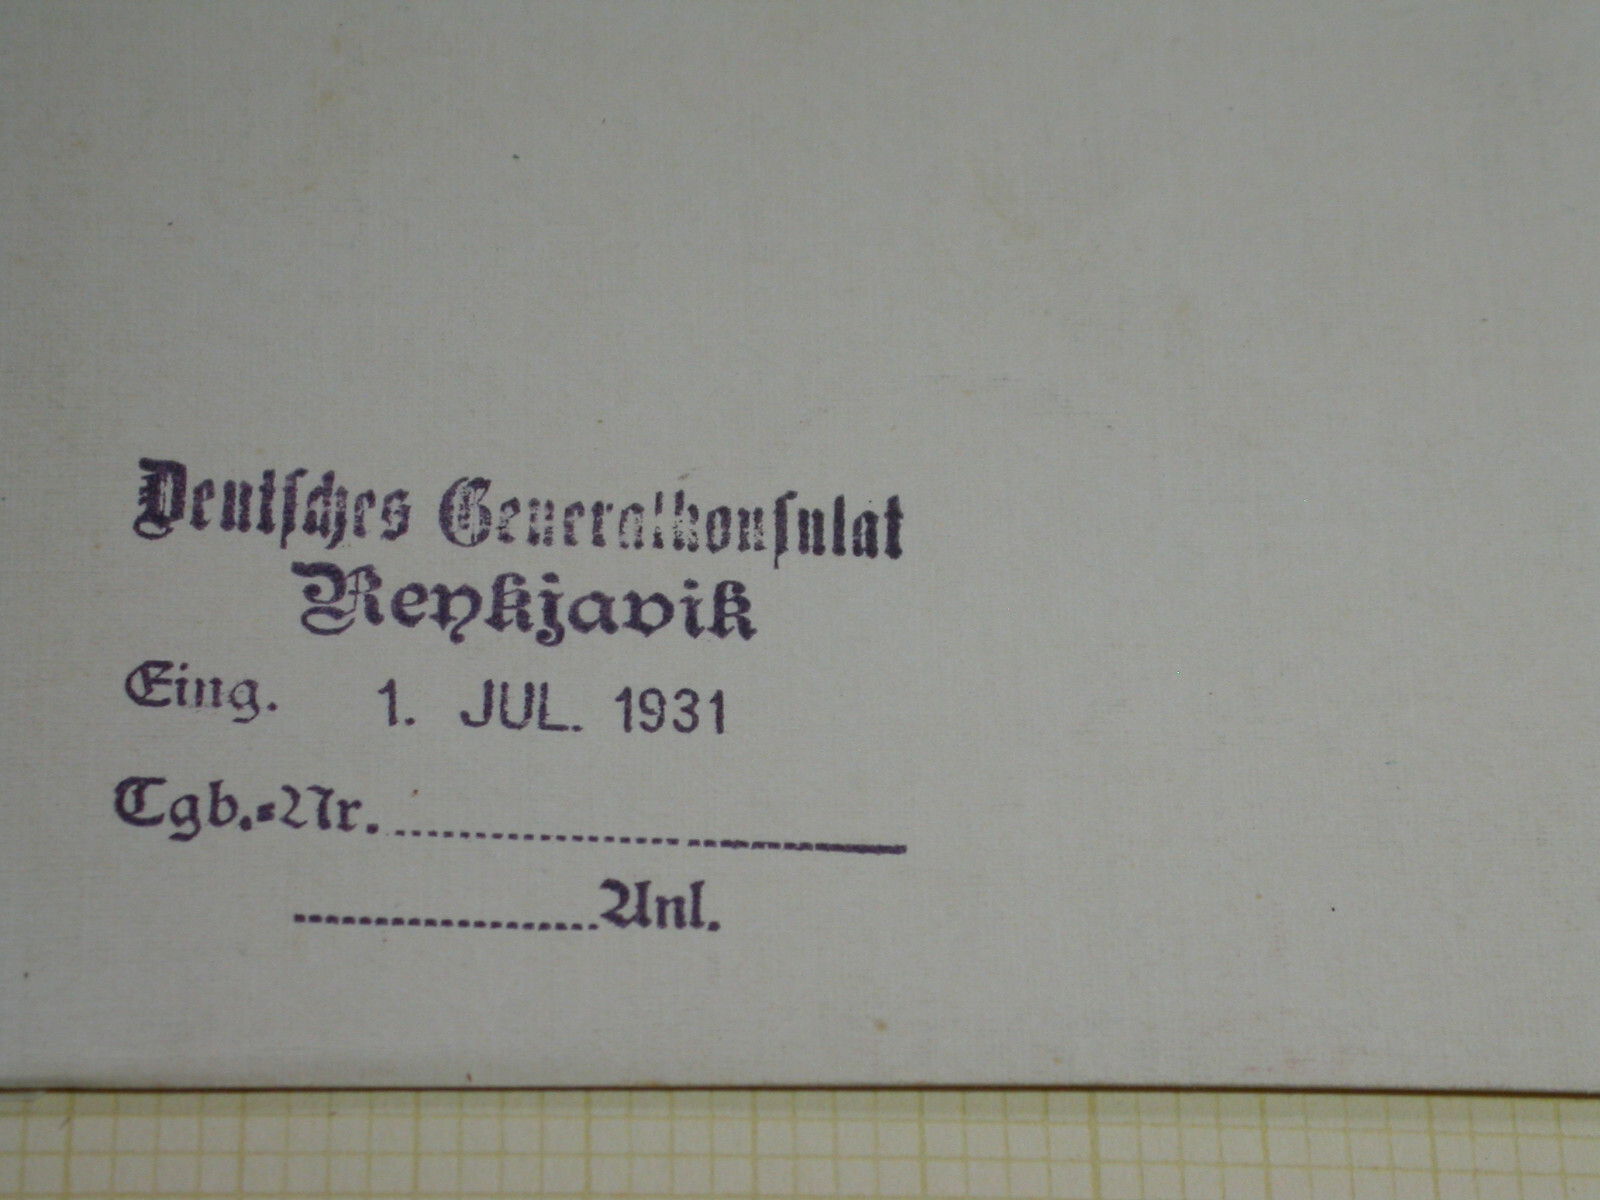 Deutsches Generalkonsulat
Reykjavik
Eing. 1. JUL. 1931
Tgb.-Nr.
Anl.